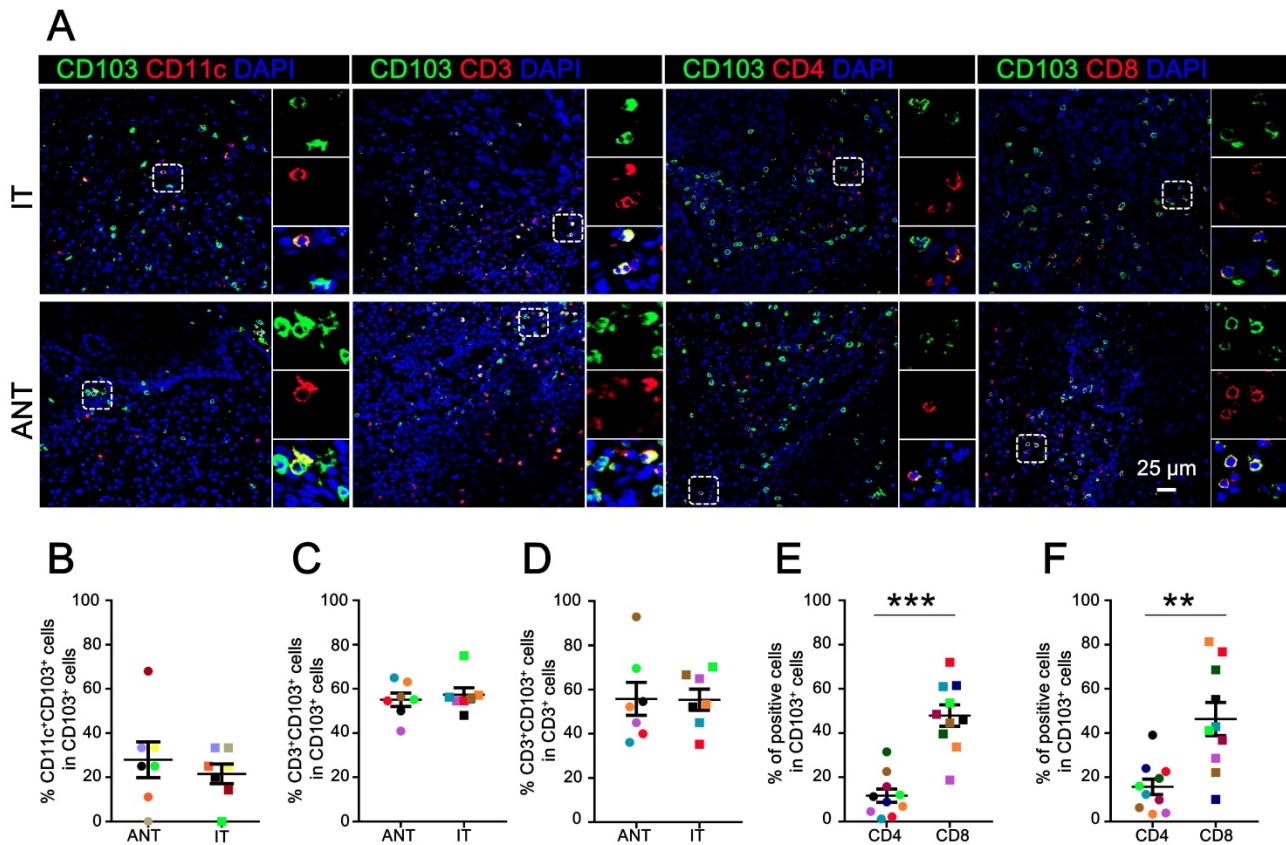 A
CD103 CD11c DAPI
CD103 CD3 DAPI
CD103 CD4 DAPI
CD103 CD8 DAPI
IT
ANT
25 µm
B
% CD11c⁺CD103⁺ cells
in CD103⁺ cells
100
80
60
40
20
0
ANT
IT
C
% CD3⁺CD103⁺ cells
in CD103⁺ cells
100
80
60
40
20
0
ANT
IT
D
% CD3⁺CD103⁺ cells
in CD3⁺ cells
100
80
60
40
20
0
ANT
IT
E
% of positive cells
in CD103⁺ cells
100
80
60
40
20
0
***
CD4
CD8
F
% of positive cells
in CD103⁺ cells
100
80
60
40
20
0
**
CD4
CD8